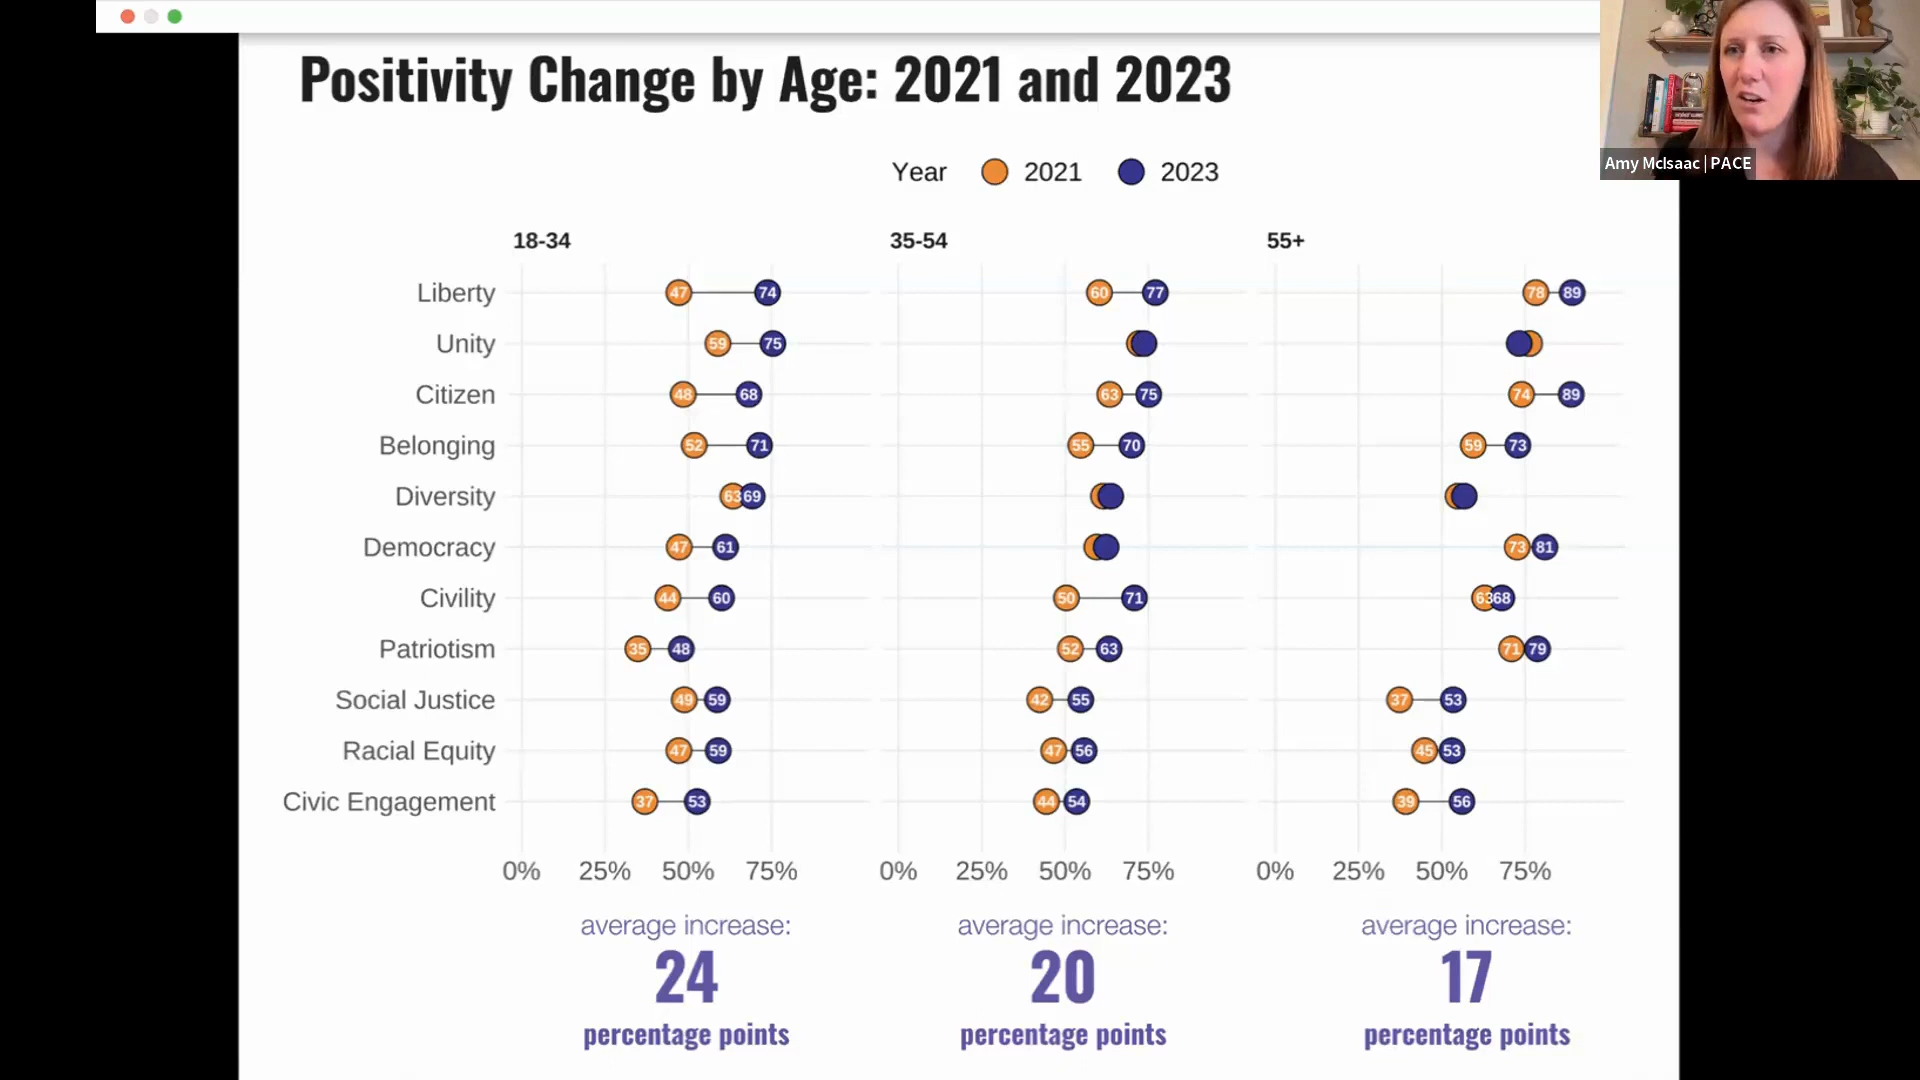 Positivity Change by Age: 2021 and 2023
Amy McIsaac | PACE
Year 2021 2023
18-34 35-54 55+
Liberty 47 74 60 77 78 89
Unity 59 75
Citizen 48 68 63 75 74 89
Belonging 52 71 55 70 59 73
Diversity 63 69
Democracy 47 61 73 81
Civility 44 60 50 71 63 68
Patriotism 35 48 52 63 71 79
Social Justice 49 59 42 55 37 53
Racial Equity 47 59 47 56 45 53
Civic Engagement 37 53 44 54 39 56
0% 25% 50% 75% 0% 25% 50% 75% 0% 25% 50% 75%
average increase: average increase: average increase:
24 20 17
percentage points percentage points percentage points